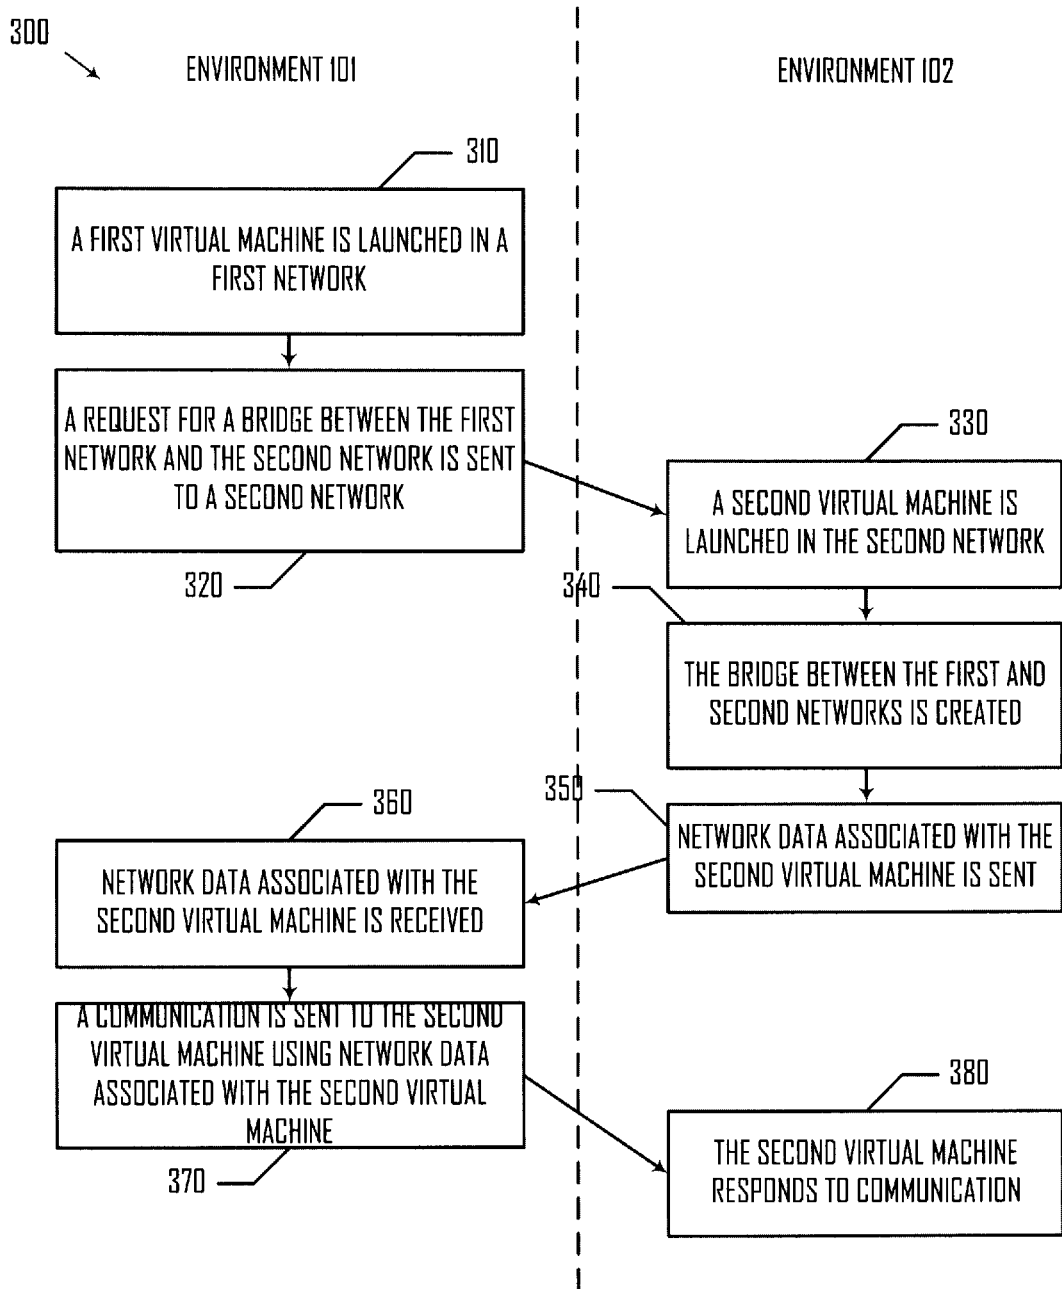 300
ENVIRONMENT 101
ENVIRONMENT 102
310
A FIRST VIRTUAL MACHINE IS LAUNCHED IN A
FIRST NETWORK
A REQUEST FOR A BRIDGE BETWEEN THE FIRST
NETWORK AND THE SECOND NETWORK IS SENT
TO A SECOND NETWORK
320
330
A SECOND VIRTUAL MACHINE IS
LAUNCHED IN THE SECOND NETWORK
340
THE BRIDGE BETWEEN THE FIRST AND
SECOND NETWORKS IS CREATED
350
NETWORK DATA ASSOCIATED WITH THE
SECOND VIRTUAL MACHINE IS SENT
360
NETWORK DATA ASSOCIATED WITH THE
SECOND VIRTUAL MACHINE IS RECEIVED
A COMMUNICATION IS SENT TO THE SECOND
VIRTUAL MACHINE USING NETWORK DATA
ASSOCIATED WITH THE SECOND VIRTUAL
MACHINE
370
380
THE SECOND VIRTUAL MACHINE
RESPONDS TO COMMUNICATION